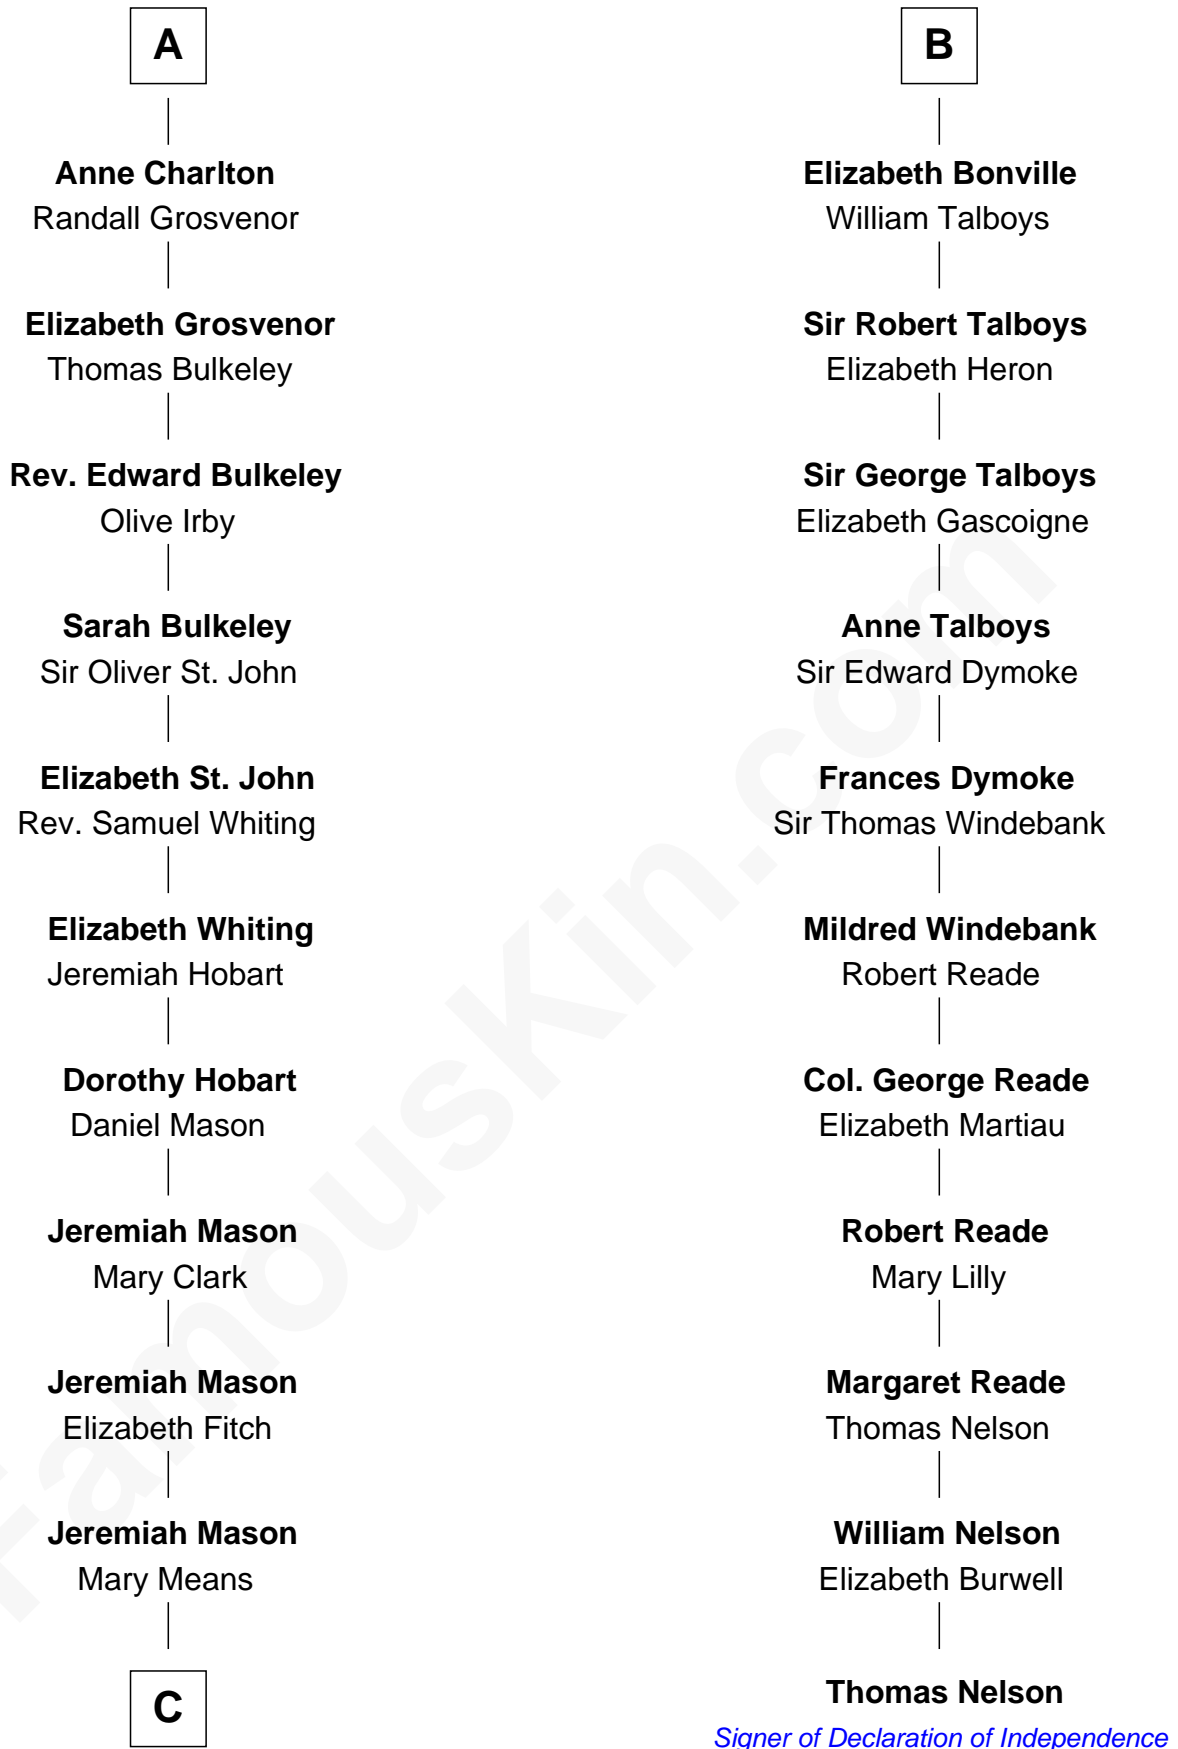 A
Anne Charlton
Randall Grosvenor
Elizabeth Grosvenor
Thomas Bulkeley
Rev. Edward Bulkeley
Olive Irby
Sarah Bulkeley
Sir Oliver St. John
Elizabeth St. John
Rev. Samuel Whiting
Elizabeth Whiting
Jeremiah Hobart
Dorothy Hobart
Daniel Mason
Jeremiah Mason
Mary Clark
Jeremiah Mason
Elizabeth Fitch
Jeremiah Mason
Mary Means
C
B
Elizabeth Bonville
William Talboys
Sir Robert Talboys
Elizabeth Heron
Sir George Talboys
Elizabeth Gascoigne
Anne Talboys
Sir Edward Dymoke
Frances Dymoke
Sir Thomas Windebank
Mildred Windebank
Robert Reade
Col. George Reade
Elizabeth Martiau
Robert Reade
Mary Lilly
Margaret Reade
Thomas Nelson
William Nelson
Elizabeth Burwell
Thomas Nelson
Signer of Declaration of Independence
FamousKin.com